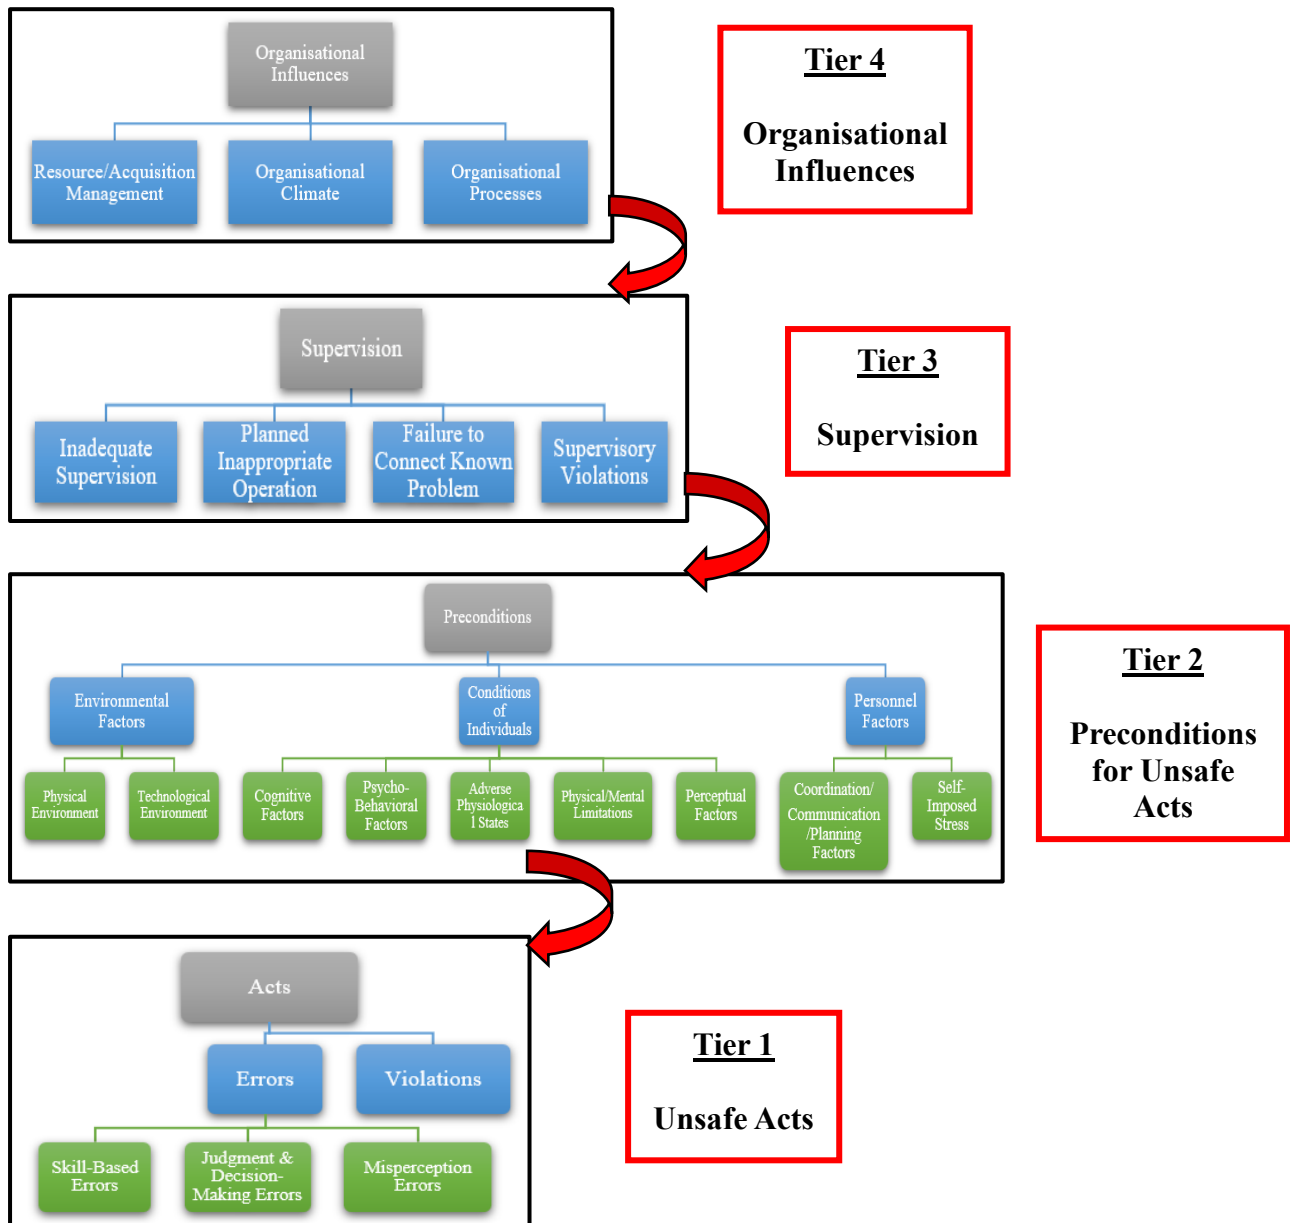 Organisational
Influences
Resource/Acquisition
Management
Organisational
Climate
Organisational
Processes
Tier 4
Organisational
Influences
Supervision
Inadequate
Supervision
Planned
Inappropriate
Operation
Failure to
Connect Known
Problem
Supervisory
Violations
Tier 3
Supervision
Preconditions
Environmental
Factors
Conditions
of
Individuals
Personnel
Factors
Physical
Environment
Technological
Environment
Cognitive
Factors
Psycho-
Behavioral
Factors
Adverse
Physiologica
l States
Physical/Mental
Limitations
Perceptual
Factors
Coordination/
Communication
/Planning
Factors
Self-
Imposed
Stress
Tier 2
Preconditions
for Unsafe
Acts
Acts
Errors
Violations
Skill-Based
Errors
Judgment &
Decision-
Making Errors
Misperception
Errors
Tier 1
Unsafe Acts